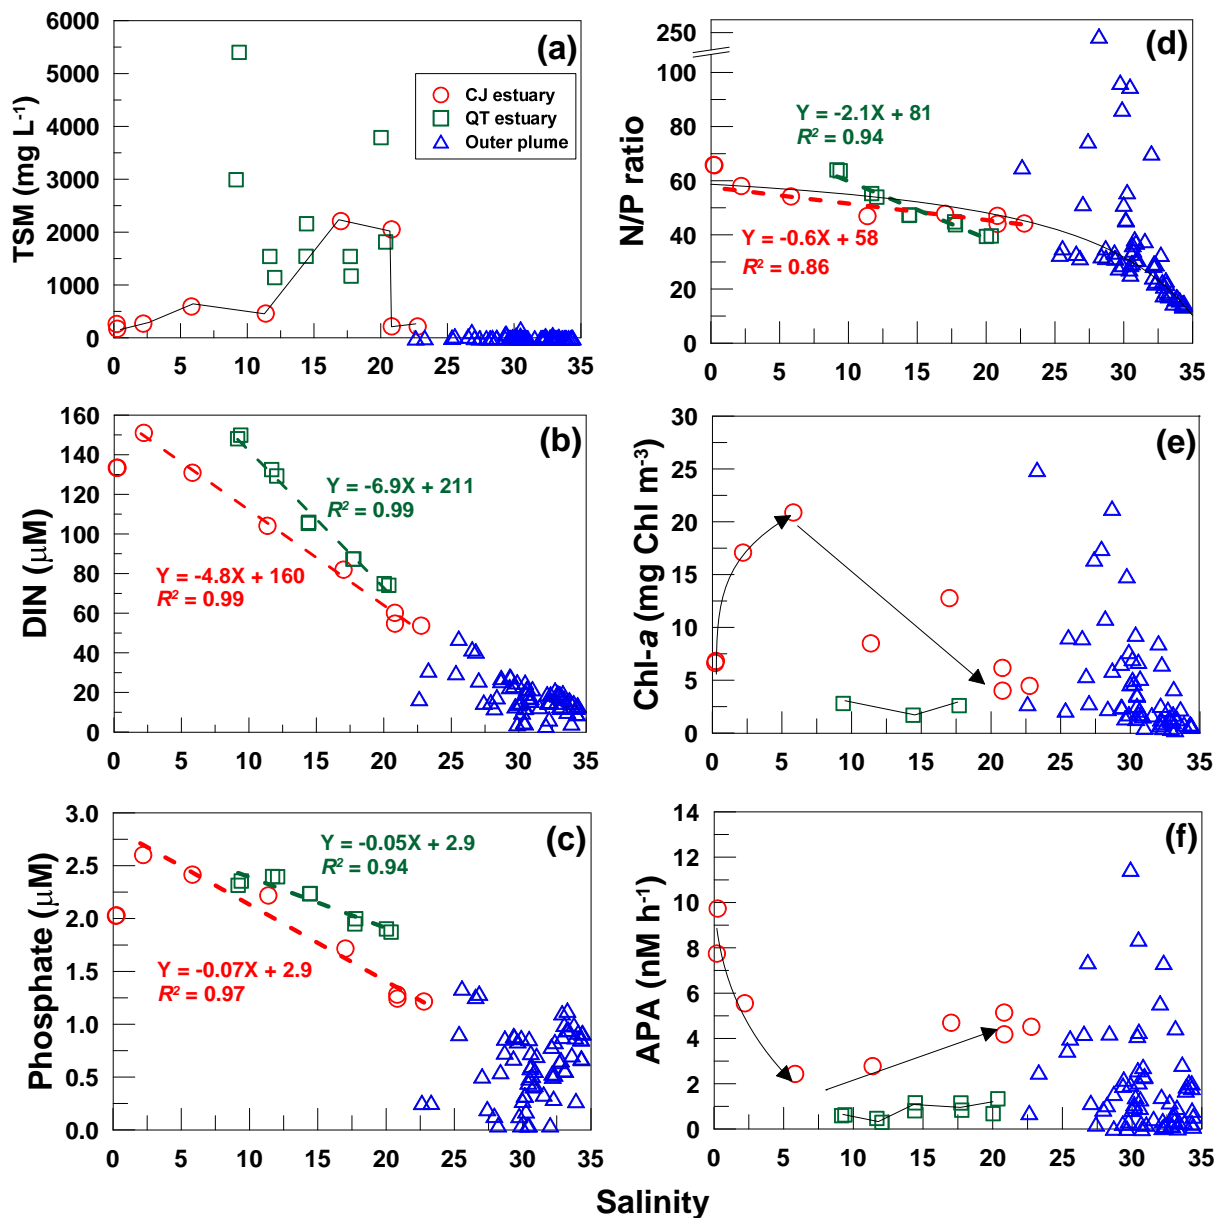 (a)
TSM (mg L-1)
6000
5000
4000
3000
2000
1000
0
CJ estuary
QT estuary
Outer plume
0 5 10 15 20 25 30 35
(d)
N/P ratio
250
100
80
60
40
20
0
Y = -2.1X + 81
R2 = 0.94
Y = -0.6X + 58
R2 = 0.86
0 5 10 15 20 25 30 35
(b)
DIN (μM)
160
140
120
100
80
60
40
20
0
Y = -6.9X + 211
R2 = 0.99
Y = -4.8X + 160
R2 = 0.99
0 5 10 15 20 25 30 35
(e)
Chl-a (mg Chl m-3)
30
25
20
15
10
5
0
0 5 10 15 20 25 30 35
(c)
Phosphate (μM)
3.0
2.5
2.0
1.5
1.0
0.5
0.0
Y = -0.05X + 2.9
R2 = 0.94
Y = -0.07X + 2.9
R2 = 0.97
0 5 10 15 20 25 30 35
(f)
APA (nM h-1)
14
12
10
8
6
4
2
0
0 5 10 15 20 25 30 35
Salinity